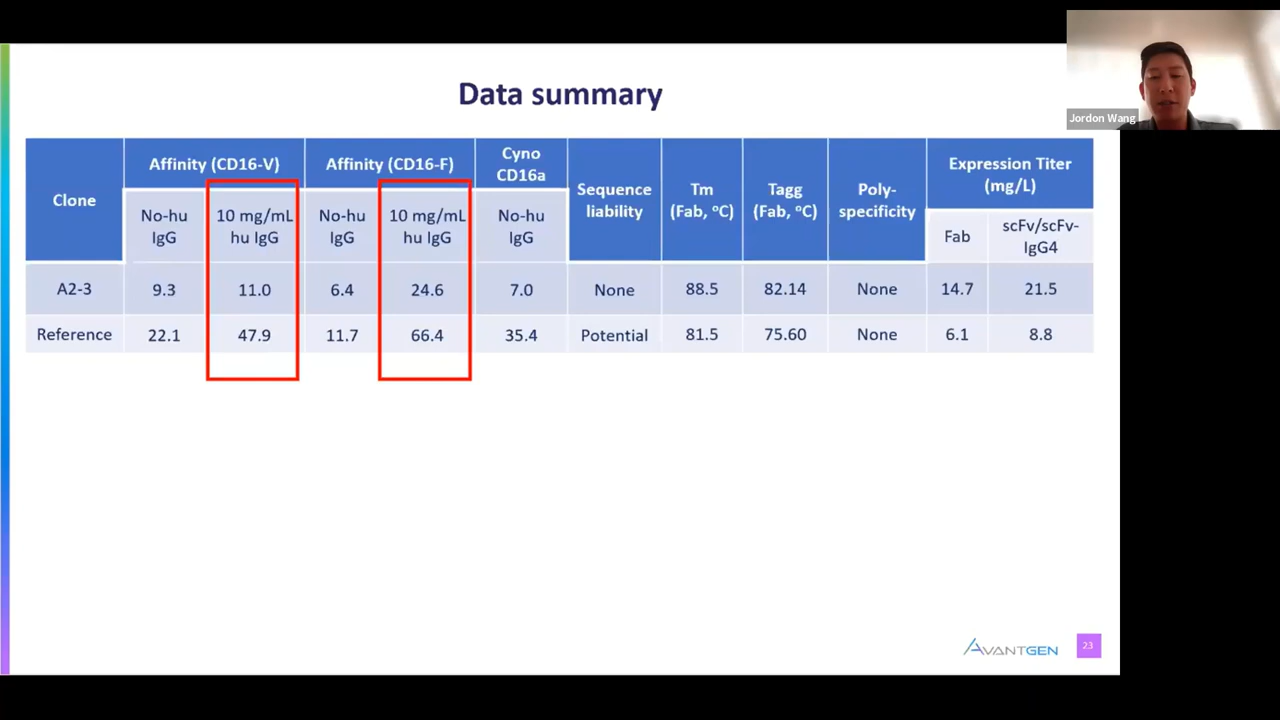 Jordon Wang
Data summary
Clone
Affinity (CD16-V)
Affinity (CD16-F)
Cyno
CD16a
Sequence
liability
Tm
(Fab, °C)
Tagg
(Fab, °C)
Poly-
specificity
Expression Titer
(mg/L)
No-hu
IgG
10 mg/mL
hu IgG
No-hu
IgG
10 mg/mL
hu IgG
No-hu
IgG
Fab
scFv/scFv-
IgG4
A2-3 9.3 11.0 6.4 24.6 7.0 None 88.5 82.14 None 14.7 21.5
Reference 22.1 47.9 11.7 66.4 35.4 Potential 81.5 75.60 None 6.1 8.8
AVANTGEN
23